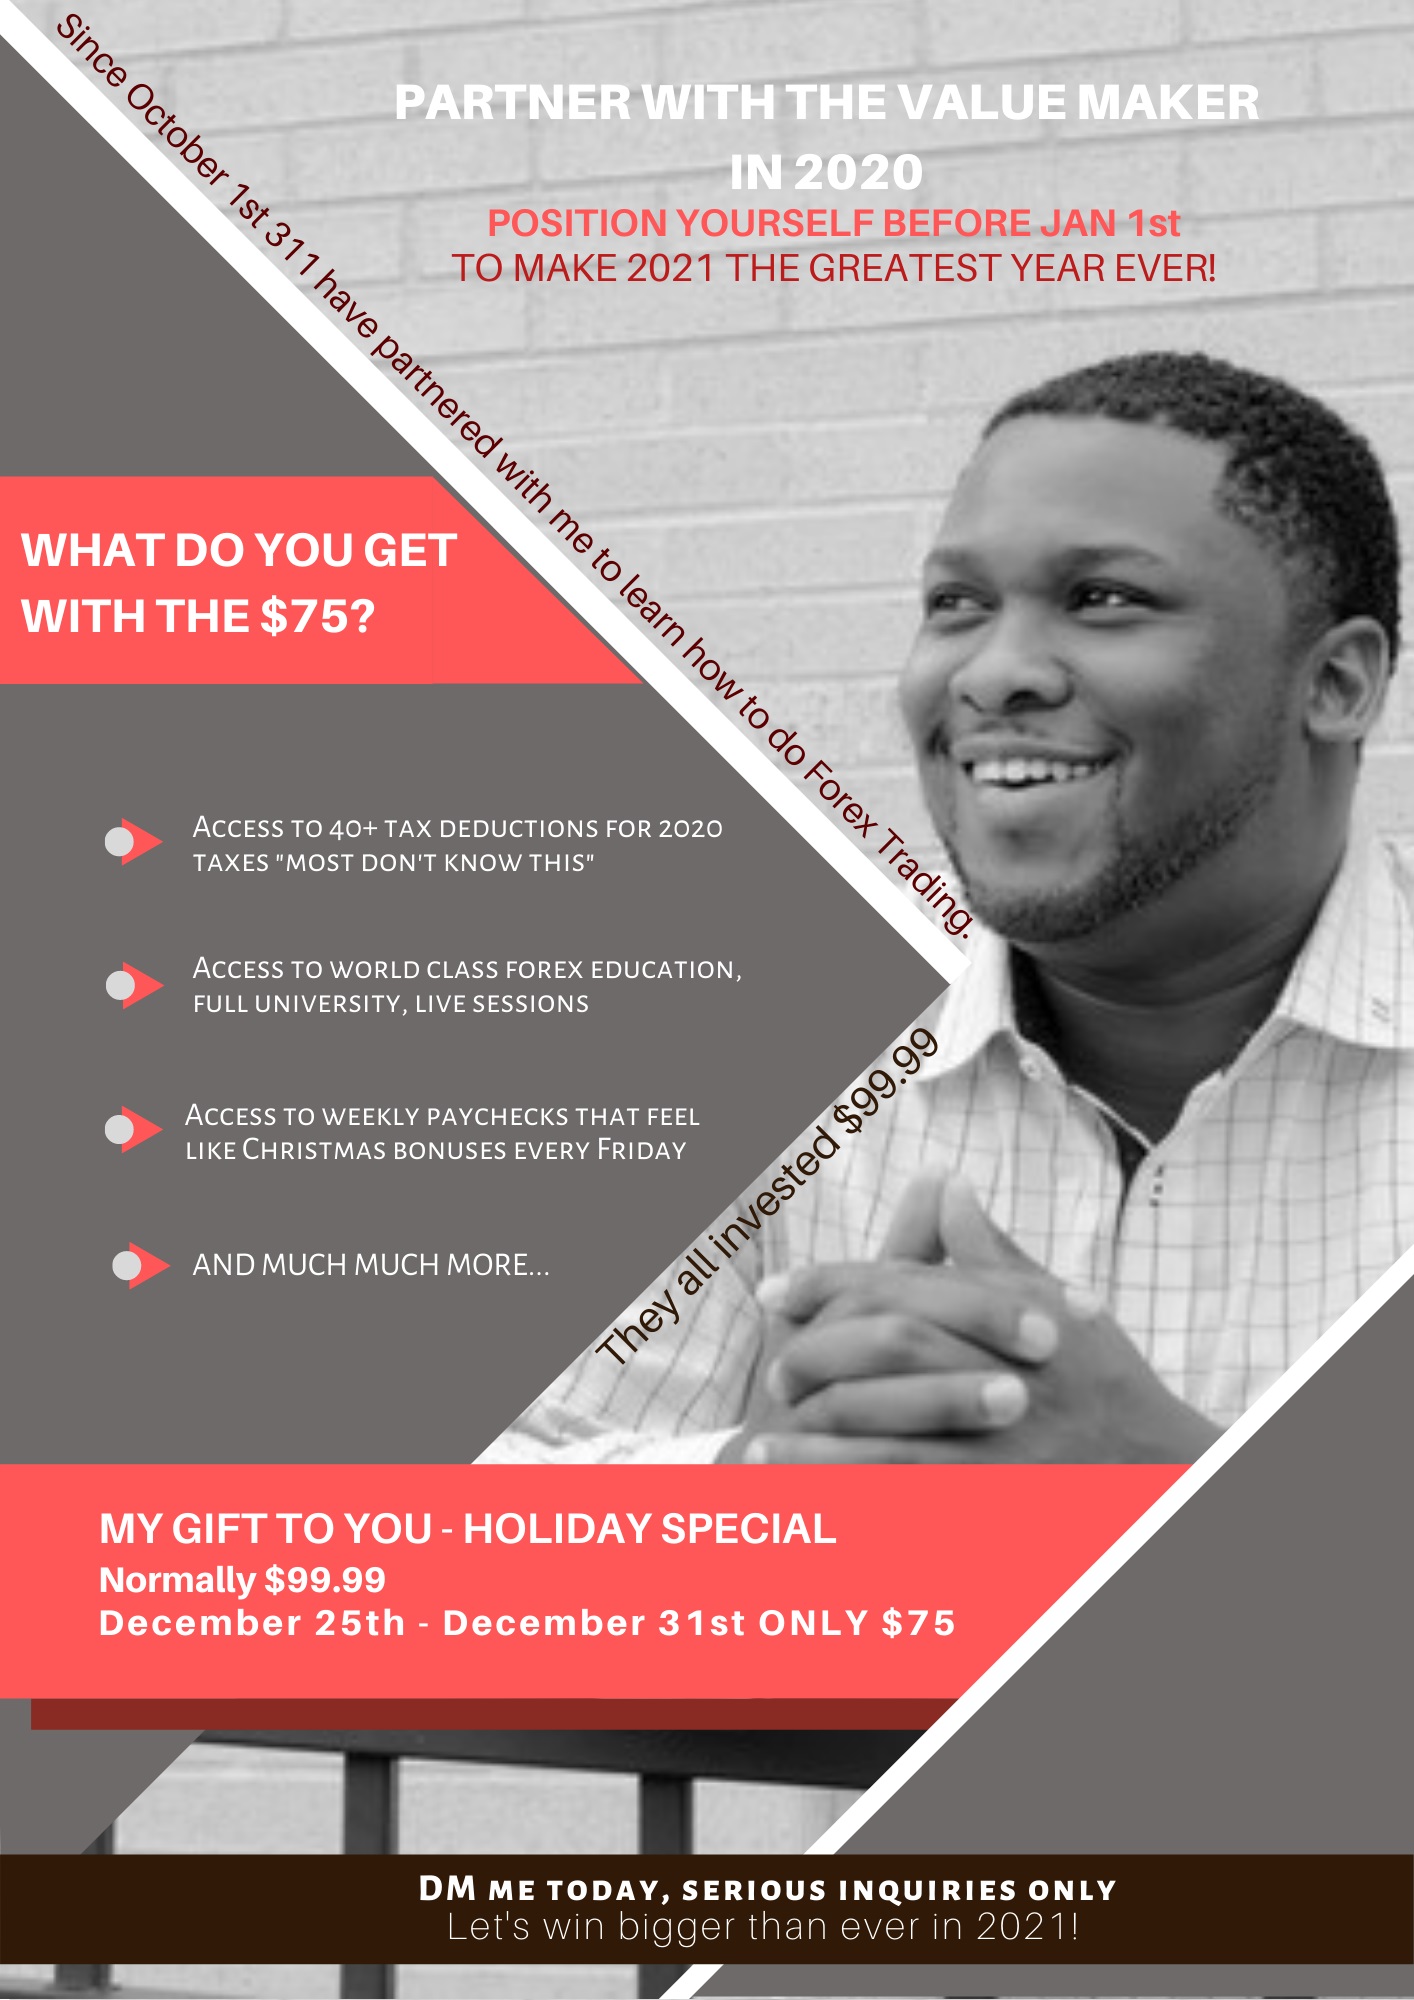 Since October 1st 311 have partnered with me to learn how to do Forex Trading.
PARTNER WITH THE VALUE MAKER
IN 2020
POSITION YOURSELF BEFORE JAN 1st
TO MAKE 2021 THE GREATEST YEAR EVER!
WHAT DO YOU GET
WITH THE $75?
Access to 40+ tax deductions for 2020
taxes "most don't know this"
Access to world class forex education,
full university, live sessions
Access to weekly paychecks that feel
like Christmas bonuses every Friday
AND MUCH MUCH MORE...
They all invested $99.99
MY GIFT TO YOU - HOLIDAY SPECIAL
Normally $99.99
December 25th - December 31st ONLY $75
DM me today, serious inquiries only
Let's win bigger than ever in 2021!